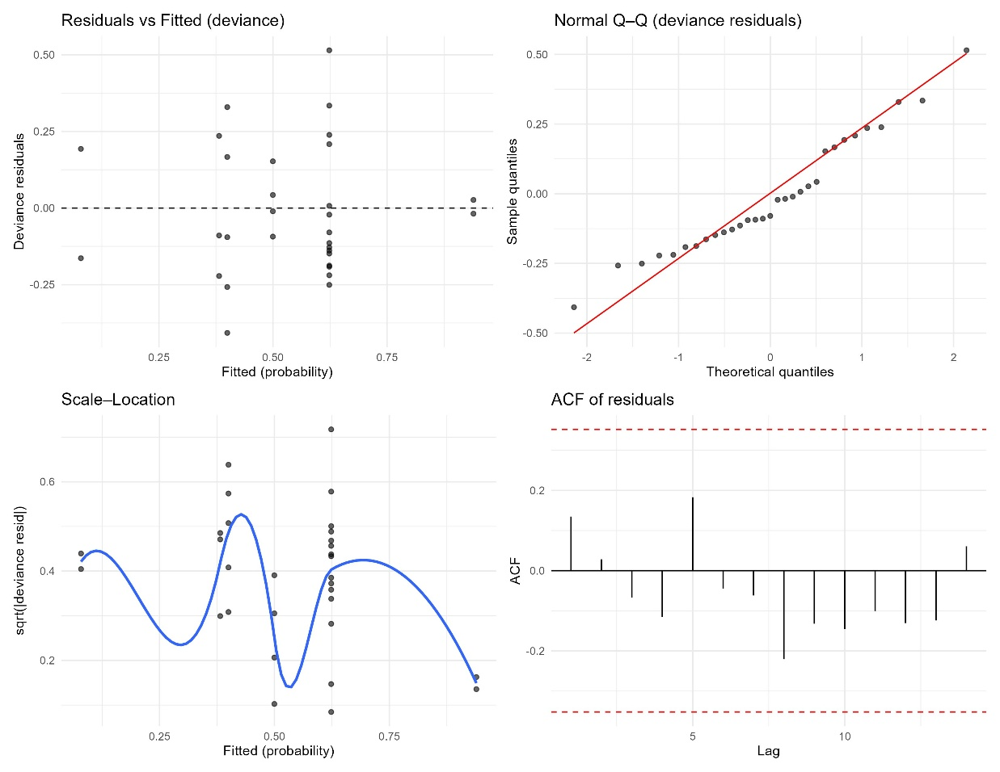 Residuals vs Fitted (deviance)
Deviance residuals
0.50
0.25
0.00
-0.25
0.25
0.50
0.75
Fitted (probability)
Normal Q–Q (deviance residuals)
Sample quantiles
0.50
0.25
0.00
-0.25
-0.50
-2
-1
0
1
2
Theoretical quantiles
Scale–Location
sqrt(|deviance resid|)
0.6
0.4
0.2
0.25
0.50
0.75
Fitted (probability)
ACF of residuals
ACF
0.2
0.0
-0.2
5
10
Lag